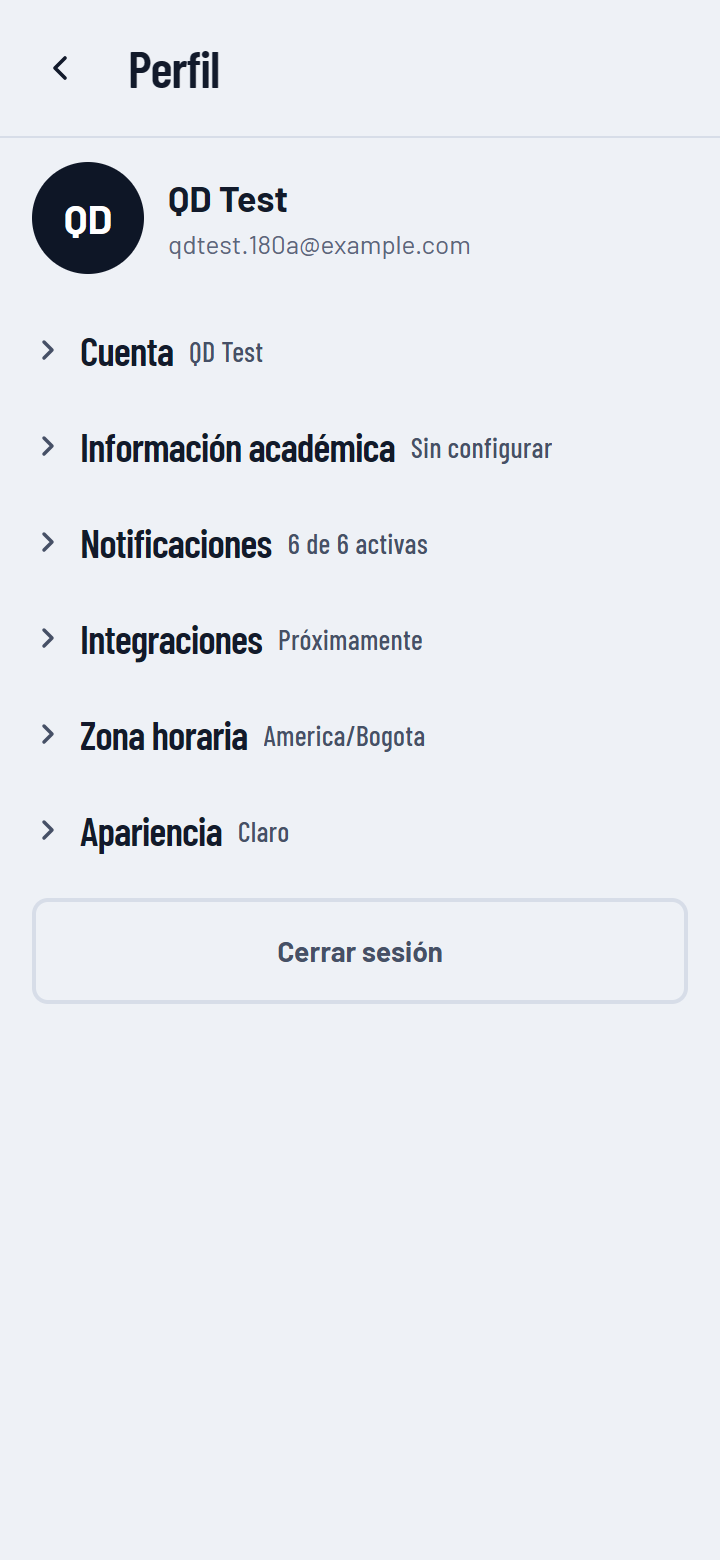 Perfil
QD
QD Test
qdtest.180a@example.com
Cuenta QD Test
Información académica Sin configurar
Notificaciones 6 de 6 activas
Integraciones Próximamente
Zona horaria America/Bogota
Apariencia Claro
Cerrar sesión